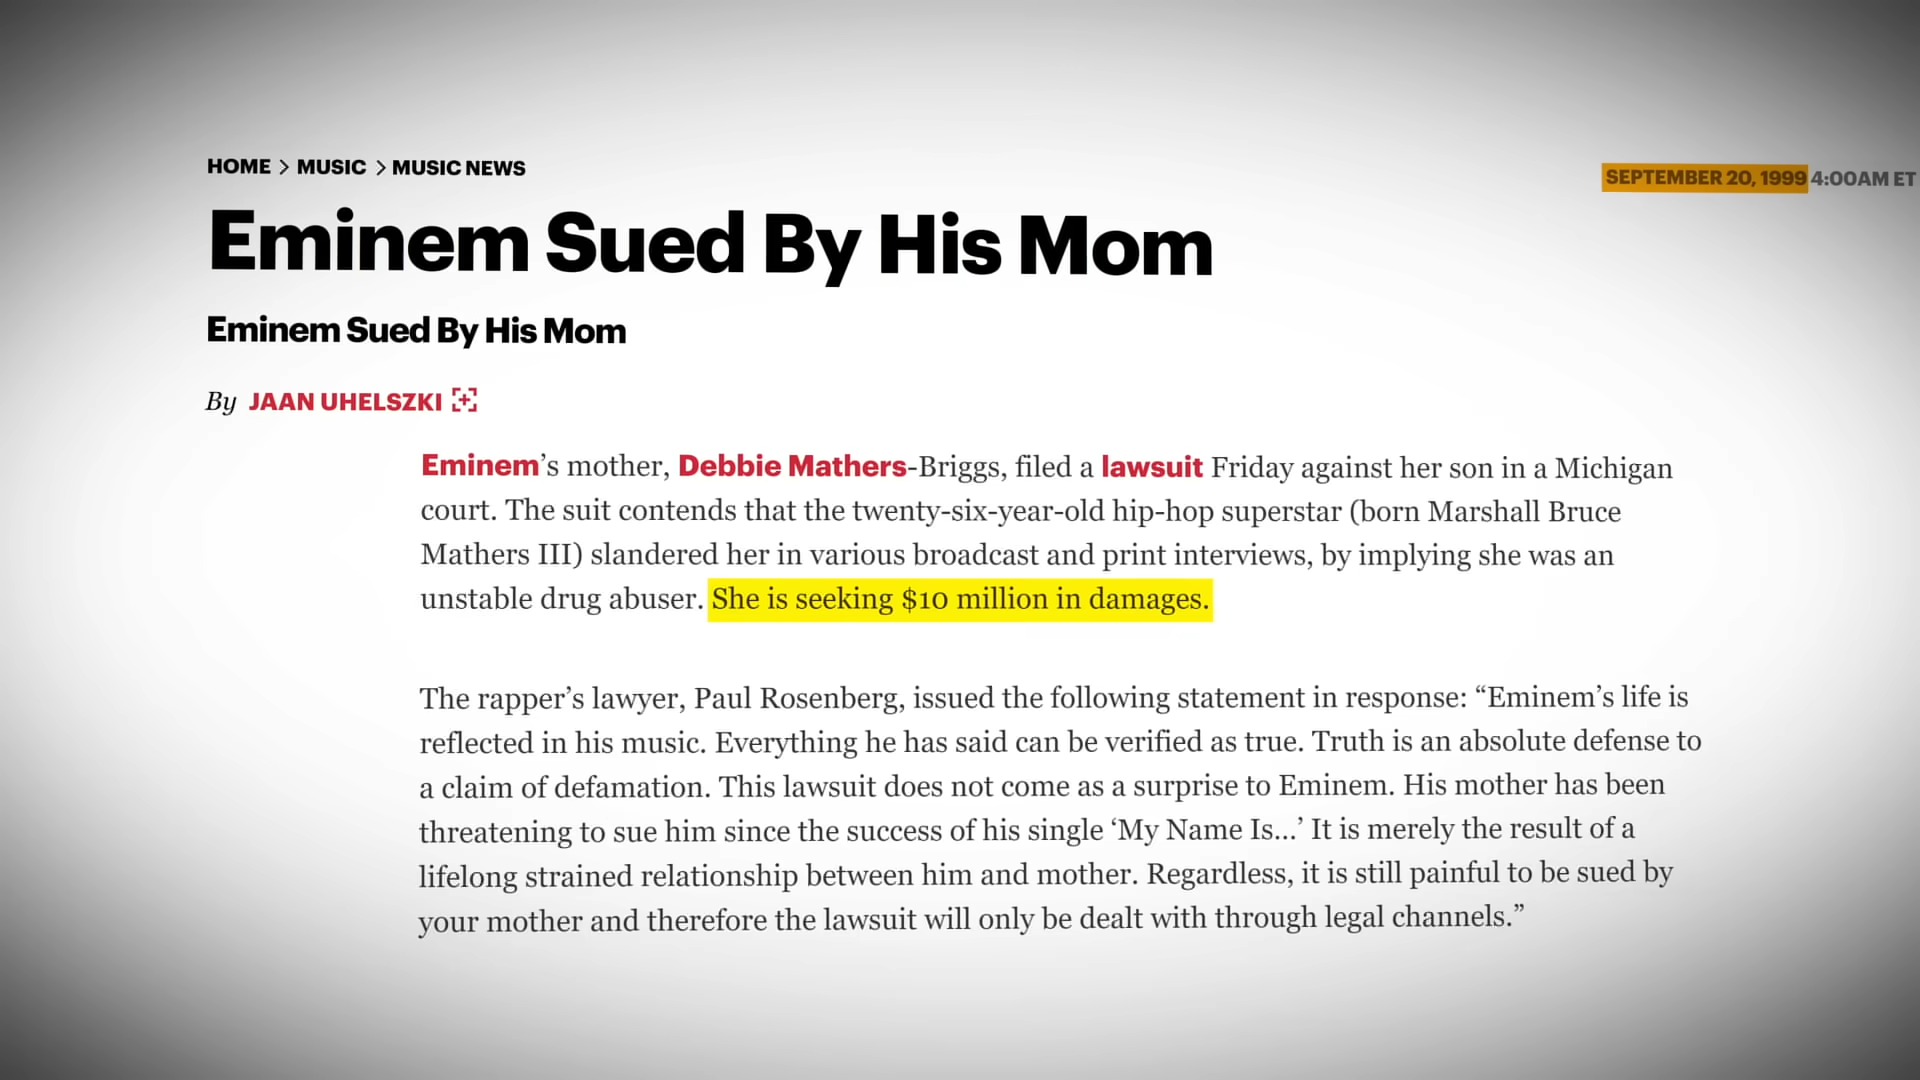 HOME > MUSIC > MUSIC NEWS
SEPTEMBER 20, 1999 4:00AM ET
Eminem Sued By His Mom
Eminem Sued By His Mom
By JAAN UHELSZKI
Eminem’s mother, Debbie Mathers-Briggs, filed a lawsuit Friday against her son in a Michigan
court. The suit contends that the twenty-six-year-old hip-hop superstar (born Marshall Bruce
Mathers III) slandered her in various broadcast and print interviews, by implying she was an
unstable drug abuser. She is seeking $10 million in damages.
The rapper’s lawyer, Paul Rosenberg, issued the following statement in response: “Eminem’s life is
reflected in his music. Everything he has said can be verified as true. Truth is an absolute defense to
a claim of defamation. This lawsuit does not come as a surprise to Eminem. His mother has been
threatening to sue him since the success of his single ‘My Name Is...’ It is merely the result of a
lifelong strained relationship between him and mother. Regardless, it is still painful to be sued by
your mother and therefore the lawsuit will only be dealt with through legal channels.”